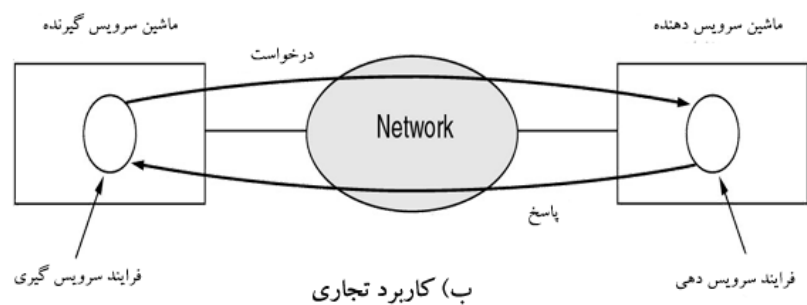 ماشین سرویس گیرنده
ماشین سرویس دهنده
درخواست
Network
پاسخ
فرایند سرویس گیری
فرایند سرویس دهی
ب) کاربرد تجاری